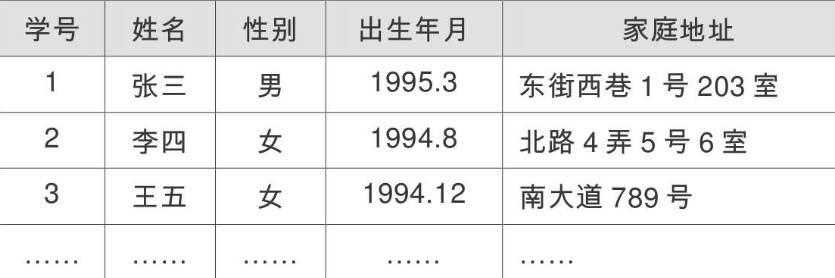 学号 姓名 性别 出生年月 家庭地址
1 张三 男 1995.3 东街西巷 1 号 203 室
2 李四 女 1994.8 北路 4 弄 5 号 6 室
3 王五 女 1994.12 南大道 789 号
…… …… …… …… ……